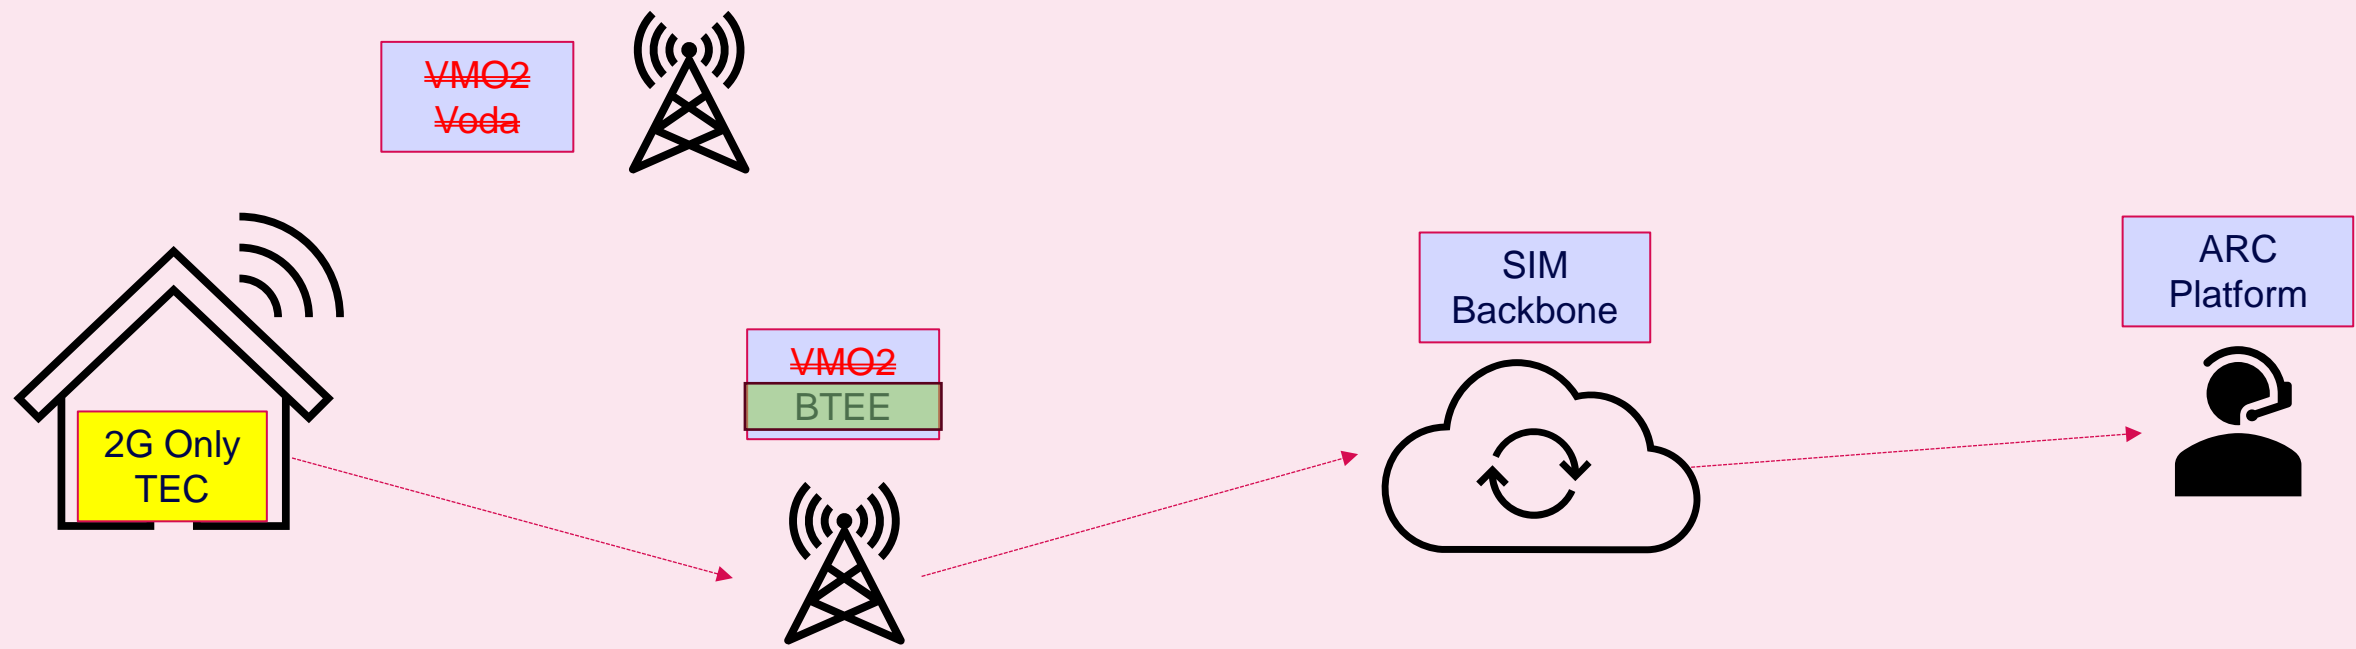 VMO2
Voda
2G Only
TEC
VMO2
BTEE
SIM
Backbone
ARC
Platform